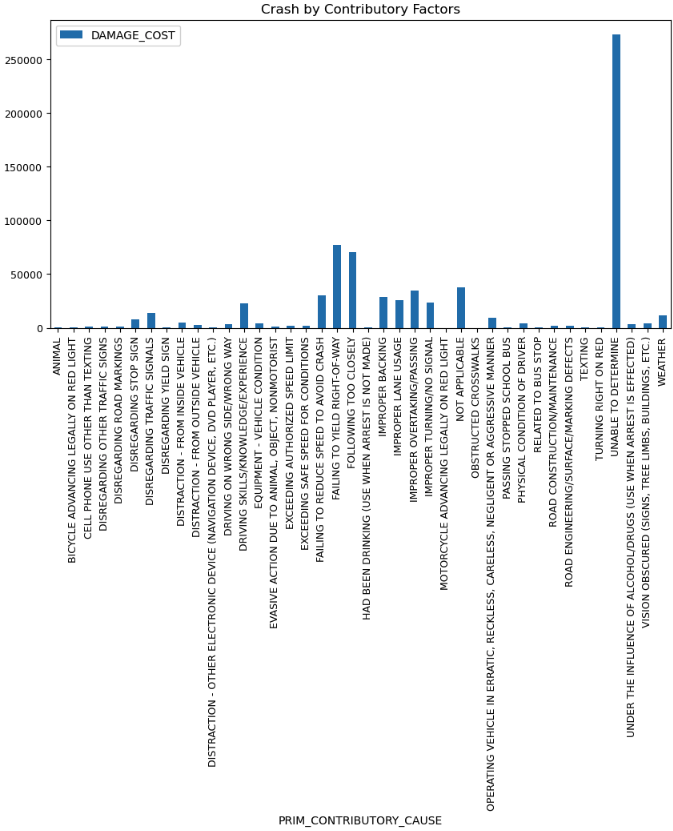 Crash by Contributory Factors
DAMAGE_COST
250000
200000
150000
100000
50000
0
ANIMAL
BICYCLE ADVANCING LEGALLY ON RED LIGHT
CELL PHONE USE OTHER THAN TEXTING
DISREGARDING OTHER TRAFFIC SIGNS
DISREGARDING ROAD MARKINGS
DISREGARDING STOP SIGN
DISREGARDING TRAFFIC SIGNALS
DISREGARDING YIELD SIGN
DISTRACTION - FROM INSIDE VEHICLE
DISTRACTION - FROM OUTSIDE VEHICLE
DISTRACTION - OTHER ELECTRONIC DEVICE (NAVIGATION DEVICE, DVD PLAYER, ETC.)
DRIVING ON WRONG SIDE/WRONG WAY
DRIVING SKILLS/KNOWLEDGE/EXPERIENCE
EQUIPMENT - VEHICLE CONDITION
EVASIVE ACTION DUE TO ANIMAL, OBJECT, NONMOTORIST
EXCEEDING AUTHORIZED SPEED LIMIT
EXCEEDING SAFE SPEED FOR CONDITIONS
FAILING TO REDUCE SPEED TO AVOID CRASH
FAILING TO YIELD RIGHT-OF-WAY
FOLLOWING TOO CLOSELY
HAD BEEN DRINKING (USE WHEN ARREST IS NOT MADE)
IMPROPER BACKING
IMPROPER LANE USAGE
IMPROPER OVERTAKING/PASSING
IMPROPER TURNING/NO SIGNAL
MOTORCYCLE ADVANCING LEGALLY ON RED LIGHT
NOT APPLICABLE
OBSTRUCTED CROSSWALKS
OPERATING VEHICLE IN ERRATIC, RECKLESS, CARELESS, NEGLIGENT OR AGGRESSIVE MANNER
PASSING STOPPED SCHOOL BUS
PHYSICAL CONDITION OF DRIVER
RELATED TO BUS STOP
ROAD CONSTRUCTION/MAINTENANCE
ROAD ENGINEERING/SURFACE/MARKING DEFECTS
TEXTING
TURNING RIGHT ON RED
UNABLE TO DETERMINE
UNDER THE INFLUENCE OF ALCOHOL/DRUGS (USE WHEN ARREST IS EFFECTED)
VISION OBSCURED (SIGNS, TREE LIMBS, BUILDINGS, ETC.)
WEATHER
PRIM_CONTRIBUTORY_CAUSE